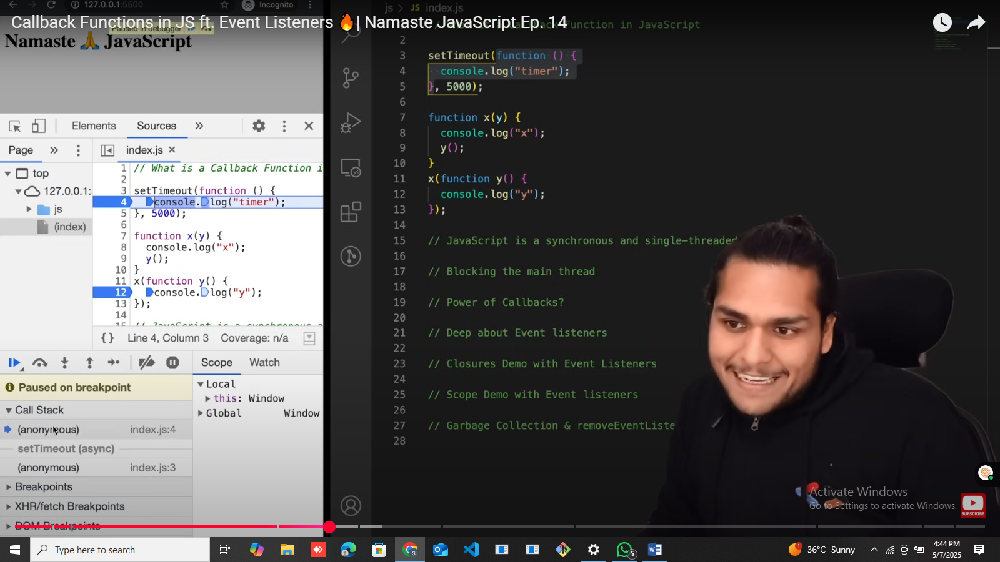 127.0.0.1:5500
Incognito
Callback Functions in JS ft. Event Listeners 🔥| Namaste JavaScript Ep. 14
Paused in debugger
Namaste 🙏 JavaScript
Elements
Sources
Page
index.js
top
127.0.0.1:
js
(index)
1 // What is a Callback Function i
2
3 setTimeout(function () {
4 console.log("timer");
5 }, 5000);
6
7 function x(y) {
8 console.log("x");
9 y();
10 }
11 x(function y() {
12 console.log("y");
13 });
14
15 // JavaScript is a synchronous a
{} Line 4, Column 3 Coverage: n/a
Scope
Watch
Paused on breakpoint
Call Stack
(anonymous) index.js:4
setTimeout (async)
(anonymous) index.js:3
Breakpoints
XHR/fetch Breakpoints
DOM Breakpoints
Local
this: Window
Global Window
js > JS index.js
Function in JavaScript
2
3 setTimeout(function () {
4 console.log("timer");
5 }, 5000);
6
7 function x(y) {
8 console.log("x");
9 y();
10 }
11 x(function y() {
12 console.log("y");
13 });
14
15 // JavaScript is a synchronous and single-threaded
16
17 // Blocking the main thread
18
19 // Power of Callbacks?
20
21 // Deep about Event listeners
22
23 // Closures Demo with Event Listeners
24
25 // Scope Demo with Event listeners
26
27 // Garbage Collection & removeEventListe
28
Activate Windows
Go to Settings to activate Windows.
SUBSCRIBE
Type here to search
5
1
36°C Sunny
4:44 PM
5/7/2025